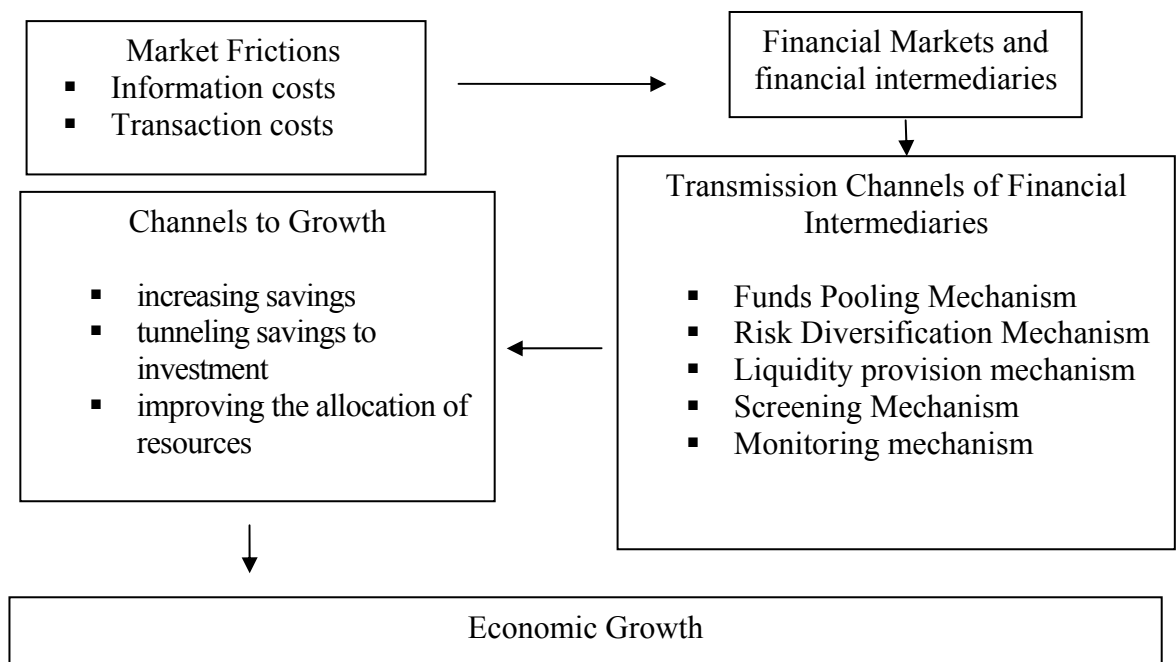 Market Frictions
▪ Information costs
▪ Transaction costs
Financial Markets and
financial intermediaries
Transmission Channels of Financial
Intermediaries
▪ Funds Pooling Mechanism
▪ Risk Diversification Mechanism
▪ Liquidity provision mechanism
▪ Screening Mechanism
▪ Monitoring mechanism
Channels to Growth
▪ increasing savings
▪ tunneling savings to
investment
▪ improving the allocation of
resources
Economic Growth